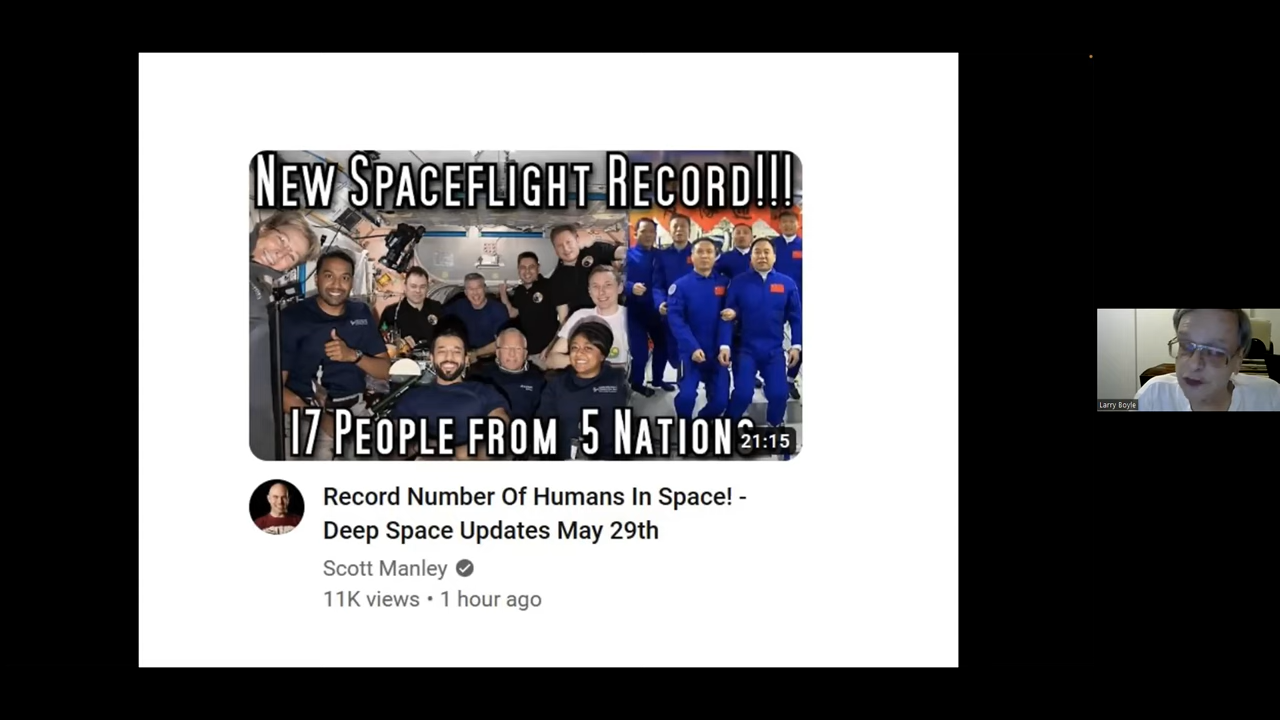 NEW SPACEFLIGHT RECORD!!!
17 PEOPLE FROM 5 NATIONS
21:15
Record Number Of Humans In Space! -
Deep Space Updates May 29th
Scott Manley
11K views • 1 hour ago
Larry Boyle